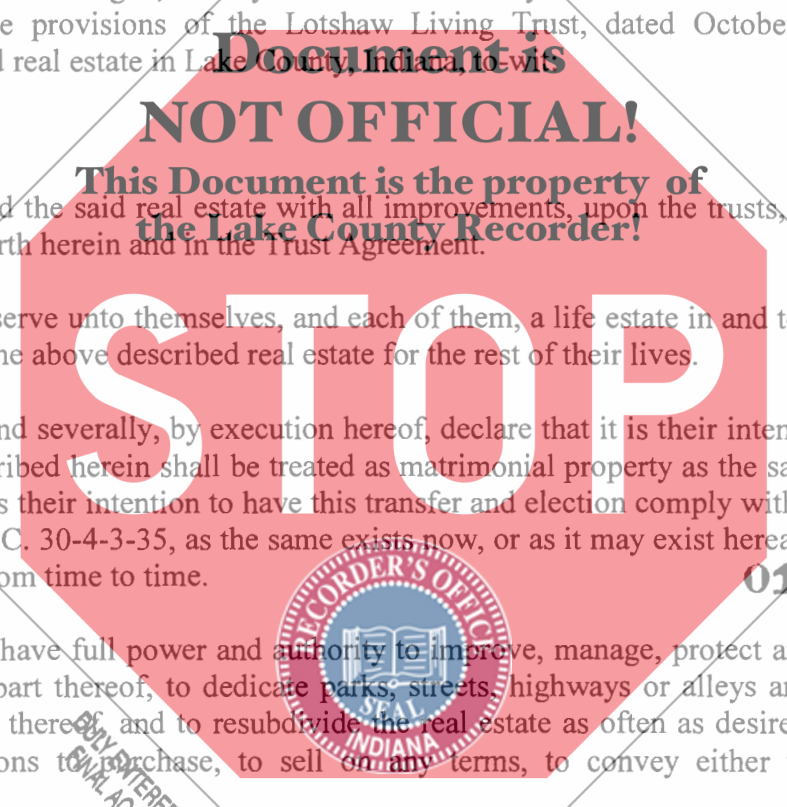 e provisions of the Lotshaw Living Trust, dated Octobe
Document is
real estate in Lake County, Indiana, to-wit:
NOT OFFICIAL!
This Document is the property of
d the said real estate with all improvements, upon the trusts,
the Lake County Recorder!
rth herein and in the Trust Agreement.
serve unto themselves, and each of them, a life estate in and t
ne above described real estate for the rest of their lives.
STOP
nd severally, by execution hereof, declare that it is their inten
ribed herein shall be treated as matrimonial property as the sa
s their intention to have this transfer and election comply with
C. 30-4-3-35, as the same exists now, or as it may exist herea
om time to time.
01
RECORDER'S OFFICE
SEAL
INDIANA
have full power and authority to improve, manage, protect a
part thereof, to dedicate parks, streets, highways or alleys an
thereof, and to resubdivide the real estate as often as desire
DULY ENTERE
ons to purchase, to sell on any terms, to convey either
FINAL AC